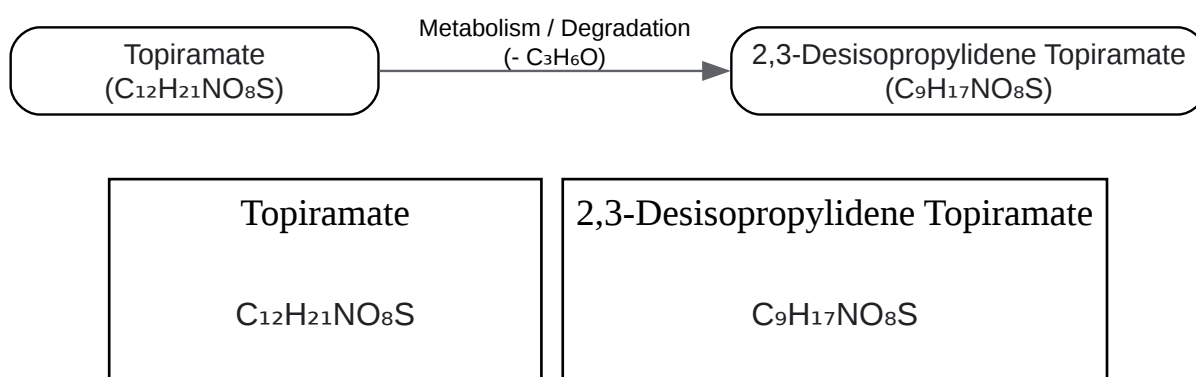 Metabolism / Degradation
(- C₃H₆O)
Topiramate
(C₁₂H₂₁NO₈S)
2,3-Desisopropylidene Topiramate
(C₉H₁₇NO₈S)
Topiramate
2,3-Desisopropylidene Topiramate
C₁₂H₂₁NO₈S
C₉H₁₇NO₈S